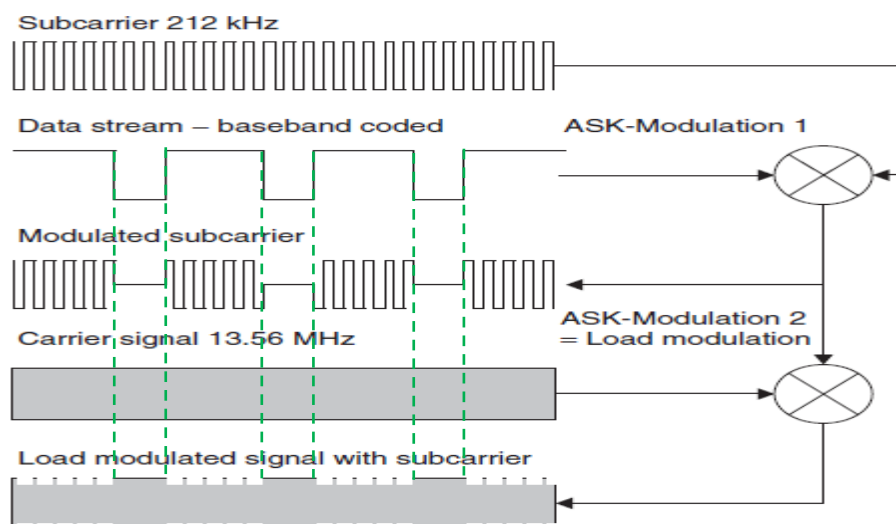 Subcarrier 212 kHz
Data stream – baseband coded
ASK-Modulation 1
Modulated subcarrier
Carrier signal 13.56 MHz
ASK-Modulation 2
= Load modulation
Load modulated signal with subcarrier